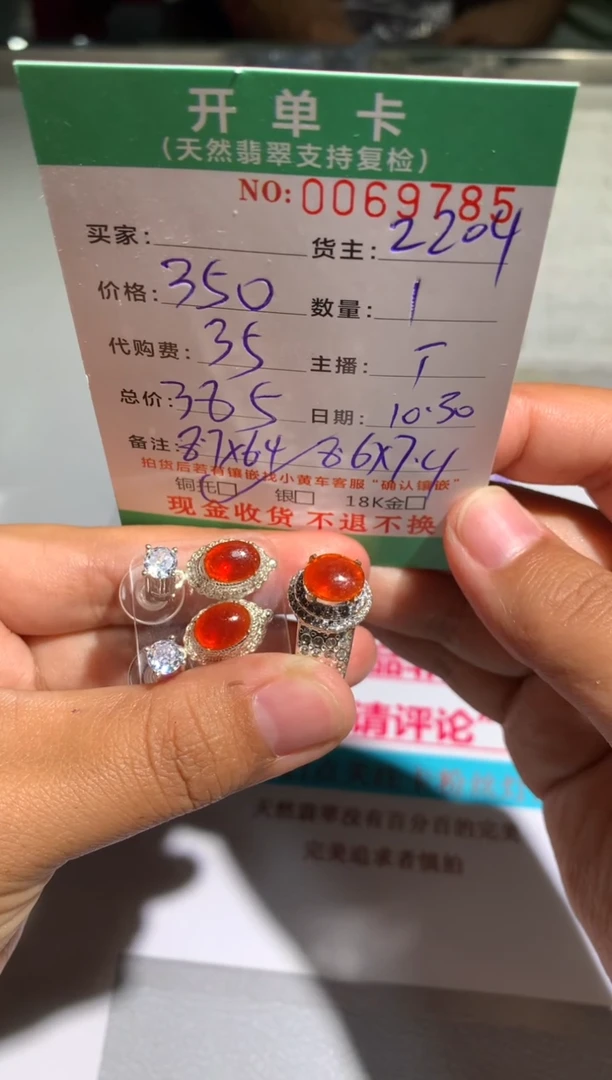 开单卡
(天然翡翠支持复检)
NO: 0069785
买家: 货主: 2204
价格: 350 数量: 1
代购费: 35 主播: T
总价: 385 日期: 10.30
备注: 8.7x6.4 8.6x7.4
拍货后若有镶嵌找小黄车客服“确认镶嵌”
铜托□ 银□ 18K金□
现金收货 不退不换
请评论”
天然翡翠没有百分百的完美
完美追求者慎拍